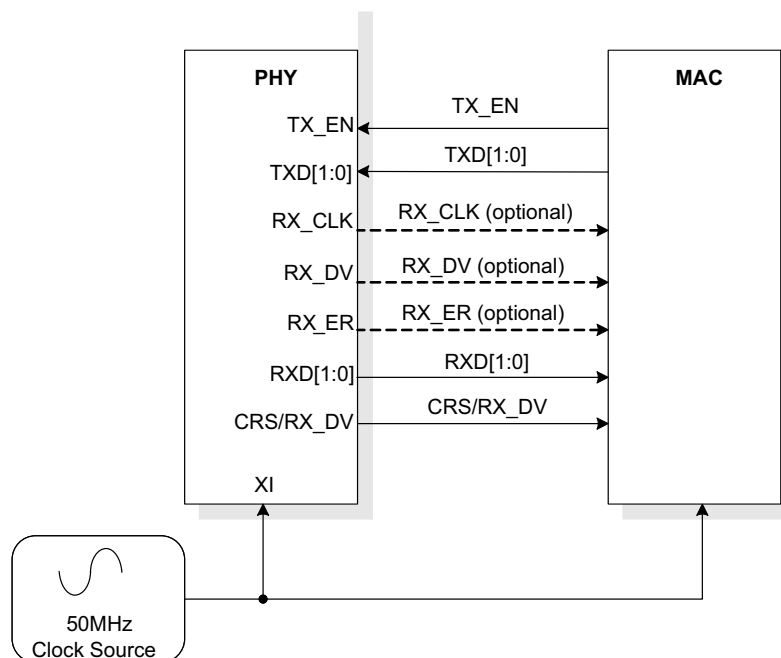 PHY
MAC
TX_EN
TX_EN
TXD[1:0]
TXD[1:0]
RX_CLK
RX_CLK (optional)
RX_DV
RX_DV (optional)
RX_ER
RX_ER (optional)
RXD[1:0]
RXD[1:0]
CRS/RX_DV
CRS/RX_DV
XI
50MHz
Clock Source